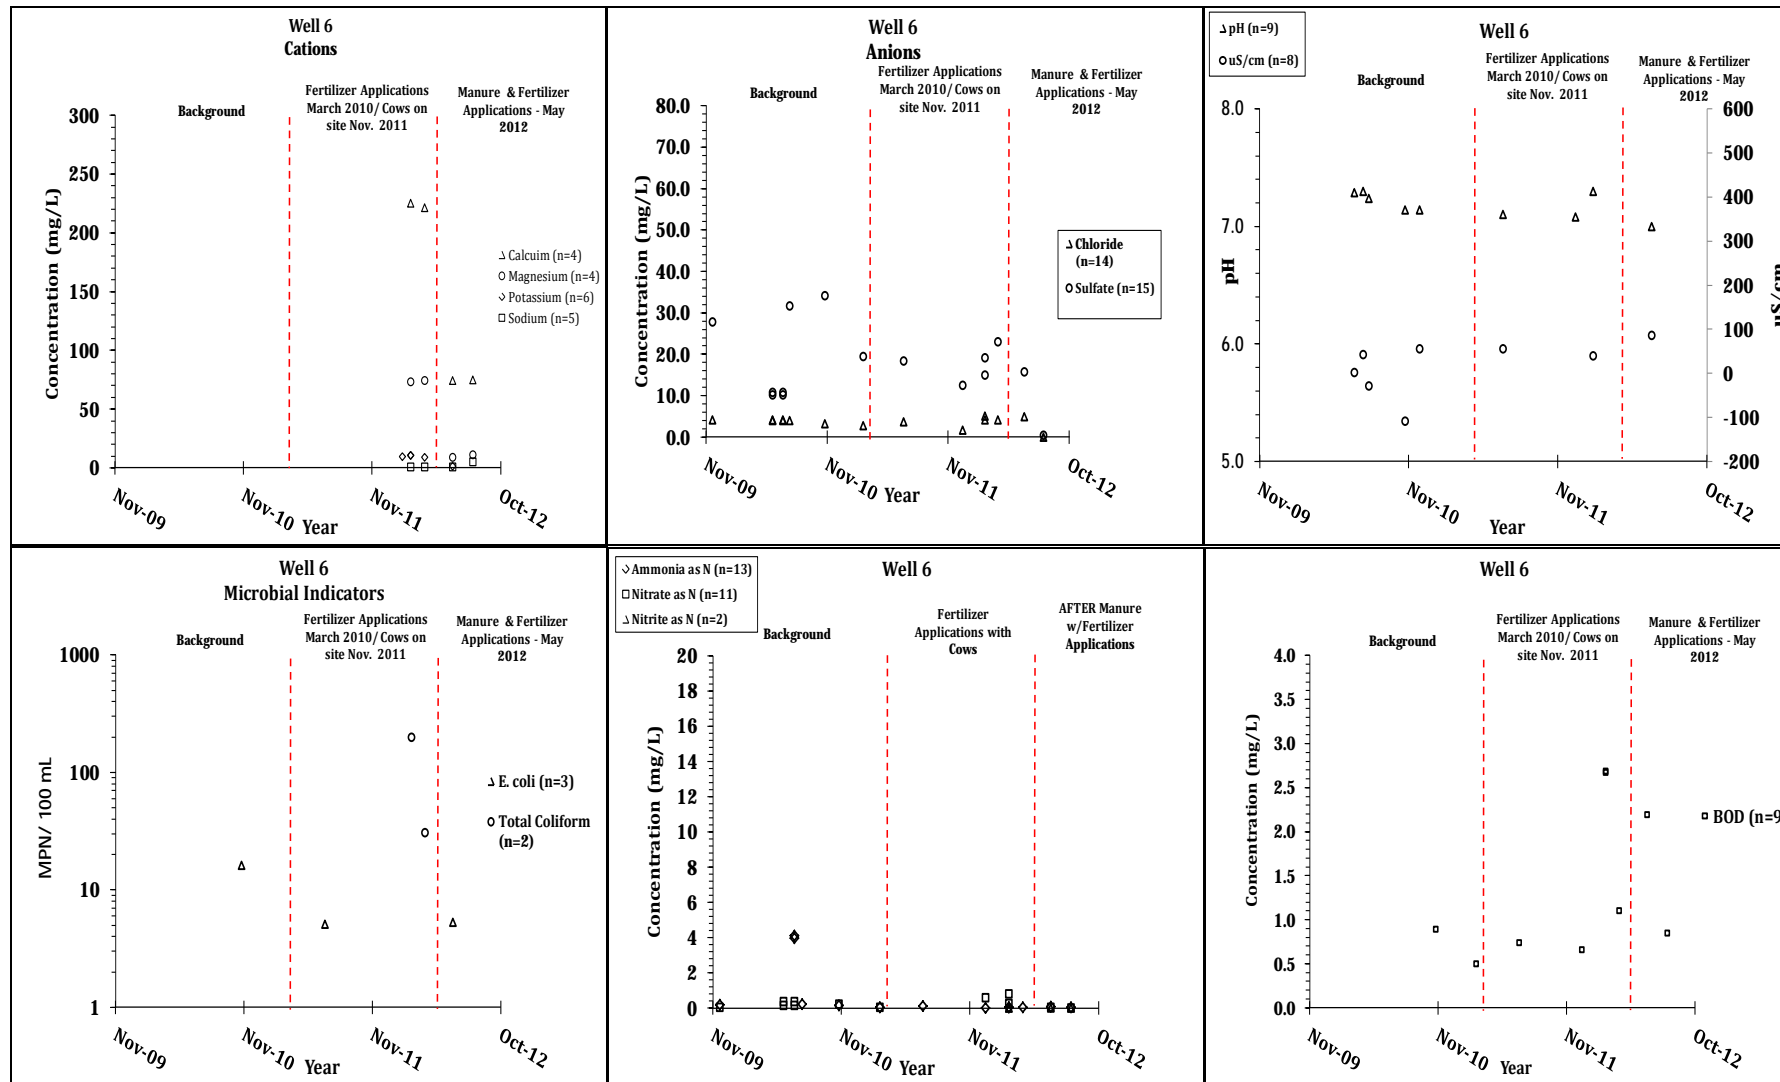 Well 6
Cations
Background
Fertilizer Applications
March 2010/ Cows on
site Nov. 2011
Manure & Fertilizer
Applications - May
2012
300
250
200
150
100
50
0
Concentration (mg/L)
Calcuim (n=4)
Magnesium (n=4)
Potassium (n=6)
Sodium (n=5)
Nov-09
Nov-10
Nov-11
Oct-12
Year
Well 6
Anions
Background
Fertilizer Applications
March 2010/ Cows on
site Nov. 2011
Manure & Fertilizer
Applications - May
2012
80.0
70.0
60.0
50.0
40.0
30.0
20.0
10.0
0.0
Concentration (mg/L)
Chloride
(n=14)
Sulfate (n=15)
Nov-09
Nov-10
Nov-11
Oct-12
Year
pH (n=9)
uS/cm (n=8)
Well 6
Background
Fertilizer Applications
March 2010/ Cows on
site Nov. 2011
Manure & Fertilizer
Applications - May
2012
8.0
7.0
6.0
5.0
pH
600
500
400
300
200
100
0
-100
-200
uS/cm
Nov-09
Nov-10
Nov-11
Oct-12
Year
Well 6
Microbial Indicators
Background
Fertilizer Applications
March 2010/ Cows on
site Nov. 2011
Manure & Fertilizer
Applications - May
2012
1000
100
10
1
MPN/ 100 mL
E. coli (n=3)
Total Coliform
(n=2)
Nov-09
Nov-10
Nov-11
Oct-12
Year
Ammonia as N (n=13)
Nitrate as N (n=11)
Nitrite as N (n=2)
Well 6
Background
Fertilizer
Applications with
Cows
AFTER Manure
w/Fertilizer
Applications
20
18
16
14
12
10
8
6
4
2
0
Concentration (mg/L)
Nov-09
Nov-10
Nov-11
Oct-12
Year
Well 6
Background
Fertilizer Applications
March 2010/ Cows on
site Nov. 2011
Manure & Fertilizer
Applications - May
2012
4.0
3.5
3.0
2.5
2.0
1.5
1.0
0.5
0.0
Concentration (mg/L)
BOD (n=9
Nov-09
Nov-10
Nov-11
Oct-12
Year